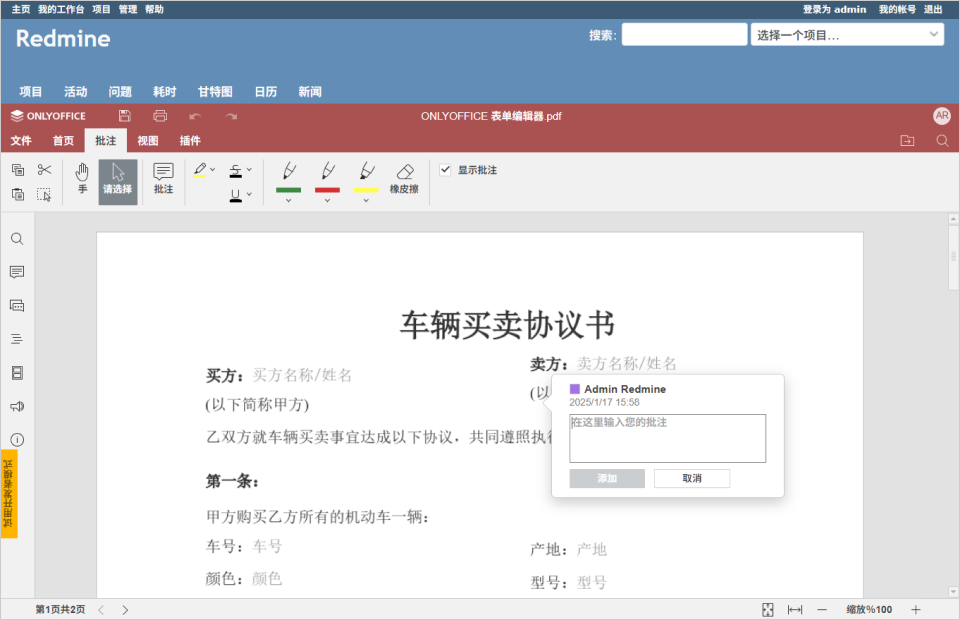 主页 我的工作台 项目 管理 帮助 登录为 admin 我的帐号 退出
Redmine 搜索: 选择一个项目...
项目 活动 问题 耗时 甘特图 日历 新闻
ONLYOFFICE ONLYOFFICE 表单编辑器.pdf AR
文件 首页 批注 视图 插件
手 请选择 批注 橡皮擦 显示批注
车辆买卖协议书
买方：买方名称/姓名 卖方：卖方名称/姓名
(以下简称甲方) (以
乙双方就车辆买卖事宜达成以下协议，共同遵照执行
Admin Redmine
2025/1/17 15:58
在这里输入您的批注
添加 取消
第一条：
甲方购买乙方所有的机动车一辆：
车号：车号 产地：产地
颜色：颜色 型号：型号
试用开发者模式
第1页共2页 缩放%100